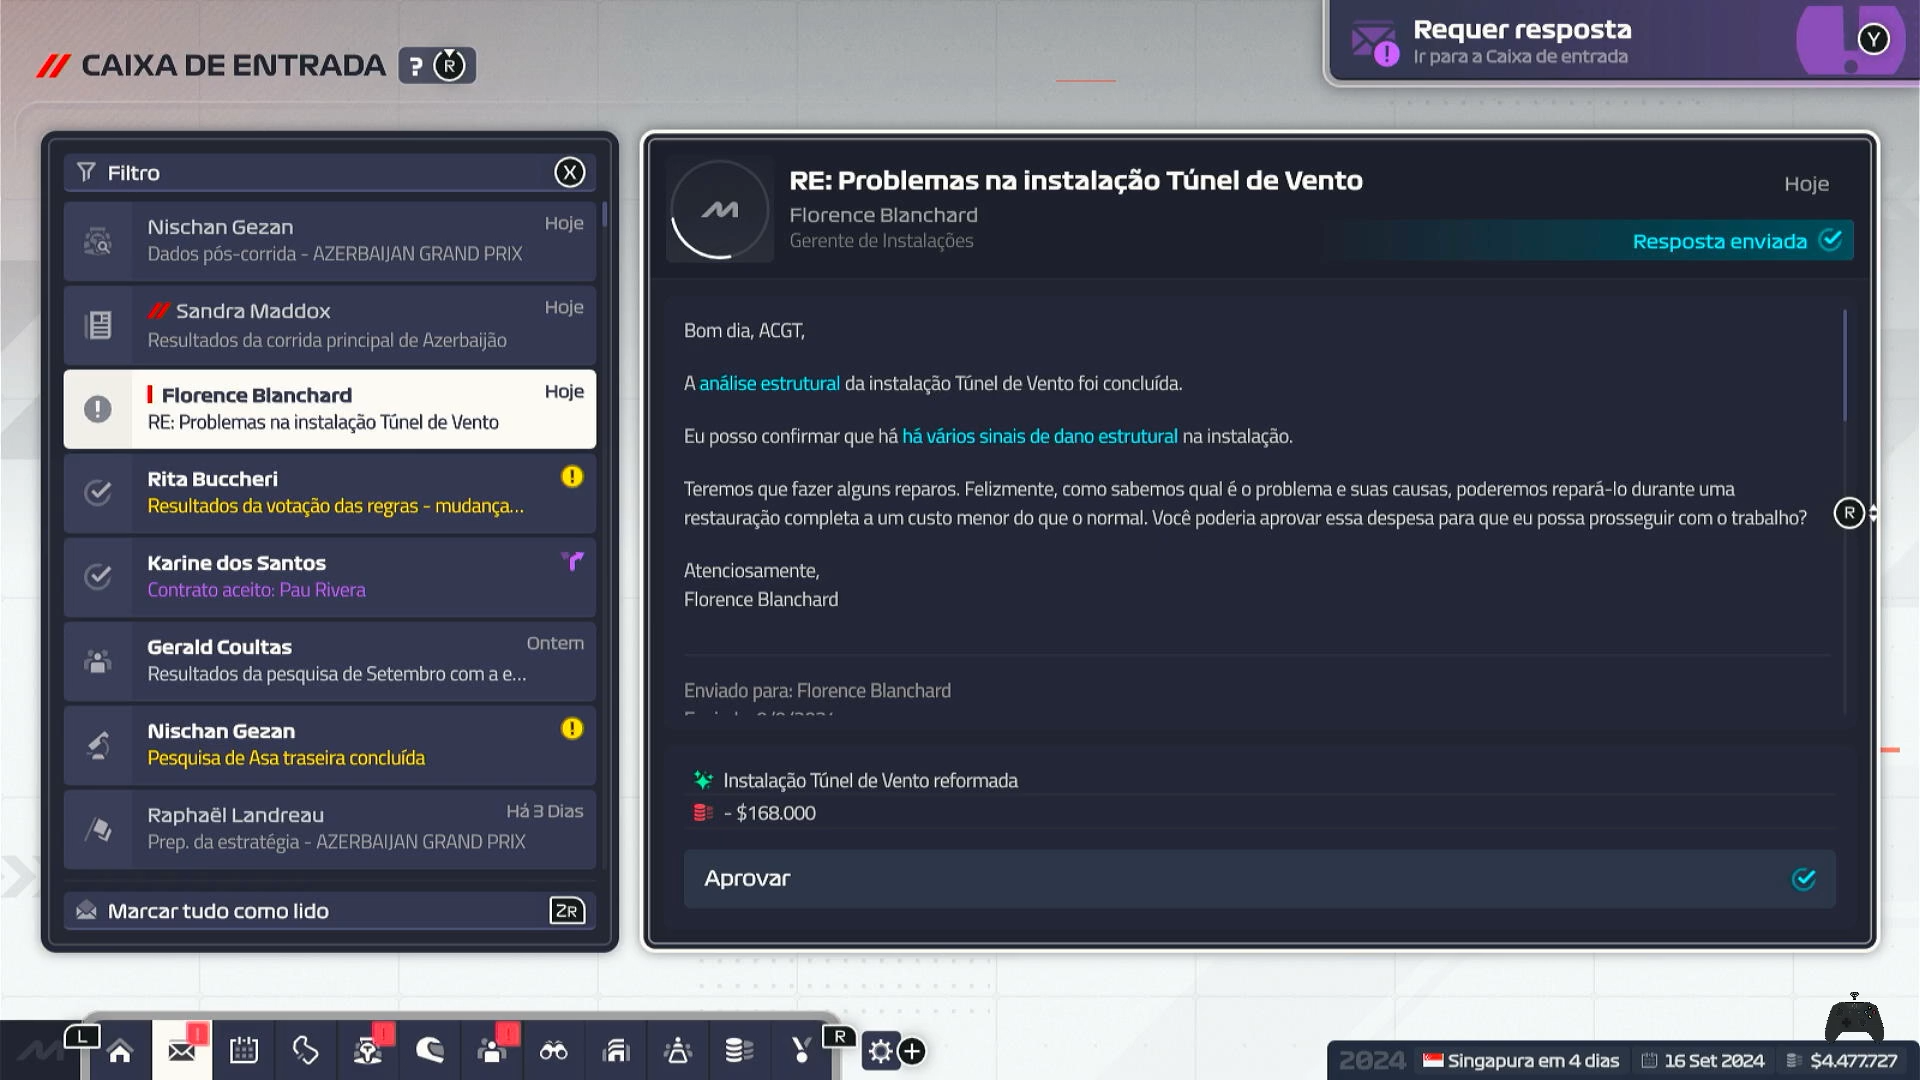 CAIXA DE ENTRADA ? R
Requer resposta
Ir para a Caixa de entrada
Y
Filtro X
Nischan Gezan Hoje
Dados pós-corrida - AZERBAIJAN GRAND PRIX
Sandra Maddox Hoje
Resultados da corrida principal de Azerbaijão
Florence Blanchard Hoje
RE: Problemas na instalação Túnel de Vento
Rita Buccheri
Resultados da votação das regras - mudança...
Karine dos Santos
Contrato aceito: Pau Rivera
Gerald Coultas Ontem
Resultados da pesquisa de Setembro com a e...
Nischan Gezan
Pesquisa de Asa traseira concluída
Raphaël Landreau Há 3 Dias
Prep. da estratégia - AZERBAIJAN GRAND PRIX
Marcar tudo como lido ZR
RE: Problemas na instalação Túnel de Vento
Hoje
Florence Blanchard
Gerente de Instalações
Resposta enviada
Bom dia, ACGT,
A análise estrutural da instalação Túnel de Vento foi concluída.
Eu posso confirmar que há há vários sinais de dano estrutural na instalação.
Teremos que fazer alguns reparos. Felizmente, como sabemos qual é o problema e suas causas, poderemos repará-lo durante uma
restauração completa a um custo menor do que o normal. Você poderia aprovar essa despesa para que eu possa prosseguir com o trabalho?
R
Atenciosamente,
Florence Blanchard
Enviado para: Florence Blanchard
Instalação Túnel de Vento reformada
- $168.000
Aprovar
L
R
+
2024 Singapura em 4 dias 16 Set 2024 $4.477.727